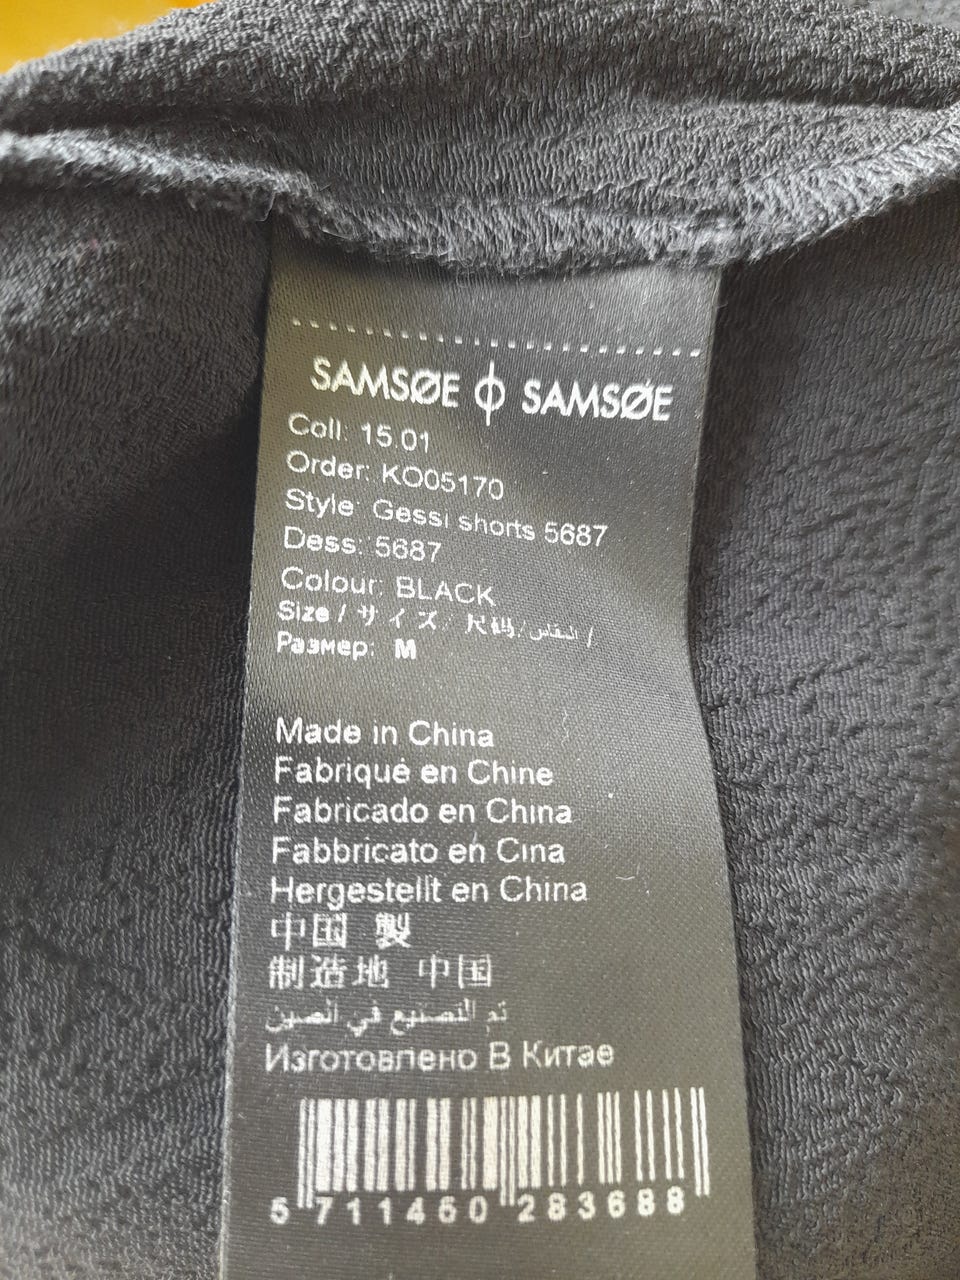 SAMSØE ϕ SAMSØE
Coll: 15.01
Order: KO05170
Style: Gessi shorts 5687
Dess: 5687
Colour: BLACK
Size / サイズ / 尺码 / المقاس /
Размер: M
Made in China
Fabriqué en Chine
Fabricado en China
Fabbricato en Cina
Hergestellt en China
中国 製
制造地 中国
تم التصنيع في الصين
Изготовлено В Китае
5 711460 283688